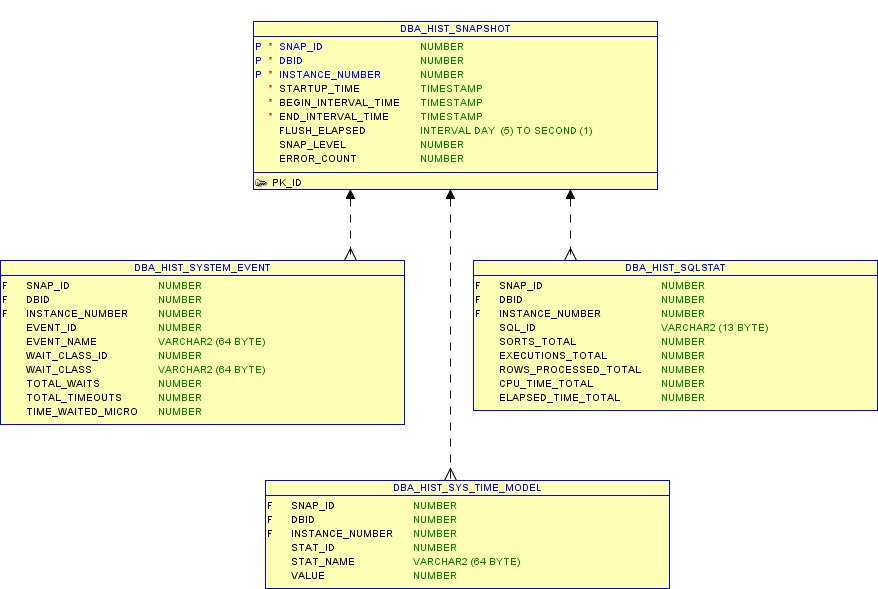 DBA_HIST_SNAPSHOT
P * SNAP_ID NUMBER
P * DBID NUMBER
P * INSTANCE_NUMBER NUMBER
* STARTUP_TIME TIMESTAMP
* BEGIN_INTERVAL_TIME TIMESTAMP
* END_INTERVAL_TIME TIMESTAMP
FLUSH_ELAPSED INTERVAL DAY (5) TO SECOND (1)
SNAP_LEVEL NUMBER
ERROR_COUNT NUMBER
PK_ID
DBA_HIST_SYSTEM_EVENT
F SNAP_ID NUMBER
F DBID NUMBER
F INSTANCE_NUMBER NUMBER
EVENT_ID NUMBER
EVENT_NAME VARCHAR2 (64 BYTE)
WAIT_CLASS_ID NUMBER
WAIT_CLASS VARCHAR2 (64 BYTE)
TOTAL_WAITS NUMBER
TOTAL_TIMEOUTS NUMBER
TIME_WAITED_MICRO NUMBER
DBA_HIST_SQLSTAT
F SNAP_ID NUMBER
F DBID NUMBER
F INSTANCE_NUMBER NUMBER
SQL_ID VARCHAR2 (13 BYTE)
SORTS_TOTAL NUMBER
EXECUTIONS_TOTAL NUMBER
ROWS_PROCESSED_TOTAL NUMBER
CPU_TIME_TOTAL NUMBER
ELAPSED_TIME_TOTAL NUMBER
DBA_HIST_SYS_TIME_MODEL
F SNAP_ID NUMBER
F DBID NUMBER
F INSTANCE_NUMBER NUMBER
STAT_ID NUMBER
STAT_NAME VARCHAR2 (64 BYTE)
VALUE NUMBER